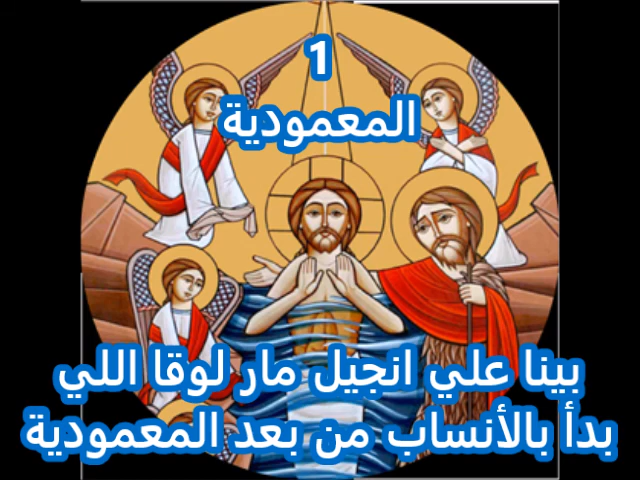 1
المعمودية
بينا علي انجيل مار لوقا اللي
بدأ بالأنساب من بعد المعمودية